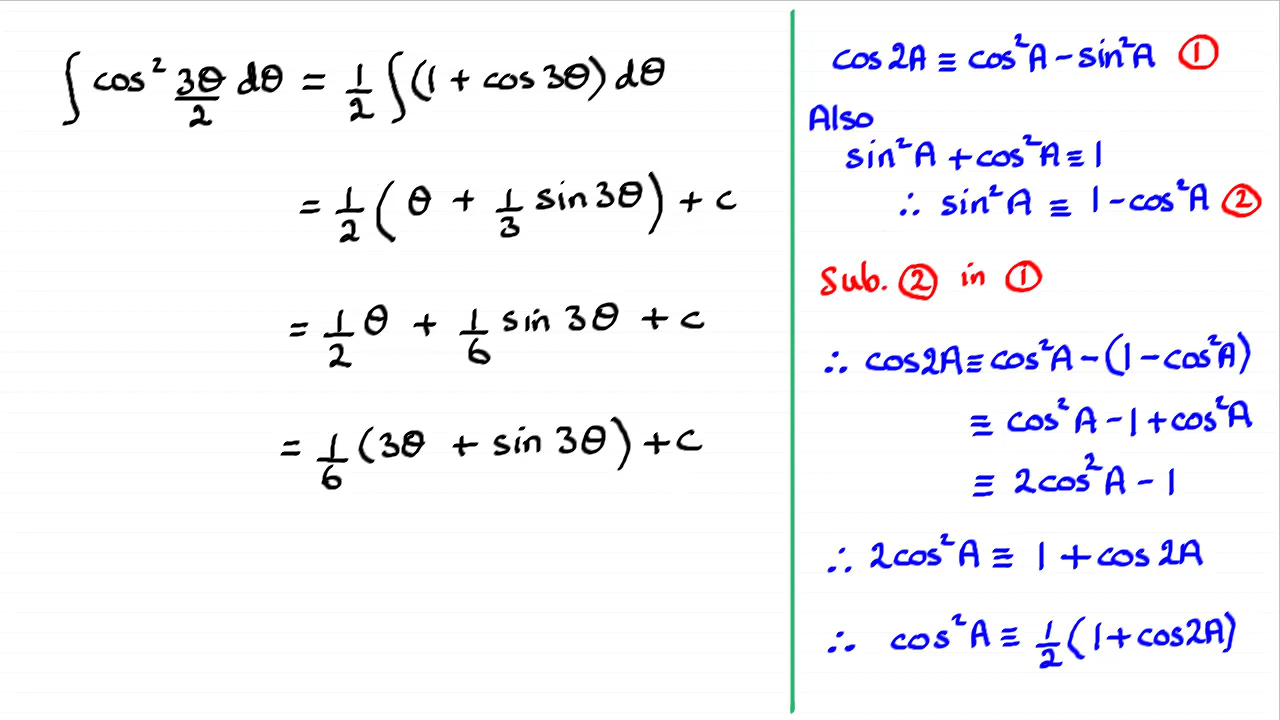 ∫ cos² 3θ/2 dθ = 1/2 ∫(1 + cos 3θ) dθ
= 1/2 ( θ + 1/3 sin 3θ ) + c
= 1/2 θ + 1/6 sin 3θ + c
= 1/6 (3θ + sin 3θ) + c
cos 2A ≡ cos²A - sin²A ①
Also
sin²A + cos²A ≡ 1
∴ sin²A ≡ 1 - cos²A ②
Sub. ② in ①
∴ cos2A ≡ cos²A - (1 - cos²A)
≡ cos²A - 1 + cos²A
≡ 2cos²A - 1
∴ 2cos²A ≡ 1 + cos 2A
∴ cos²A ≡ 1/2 (1 + cos2A)